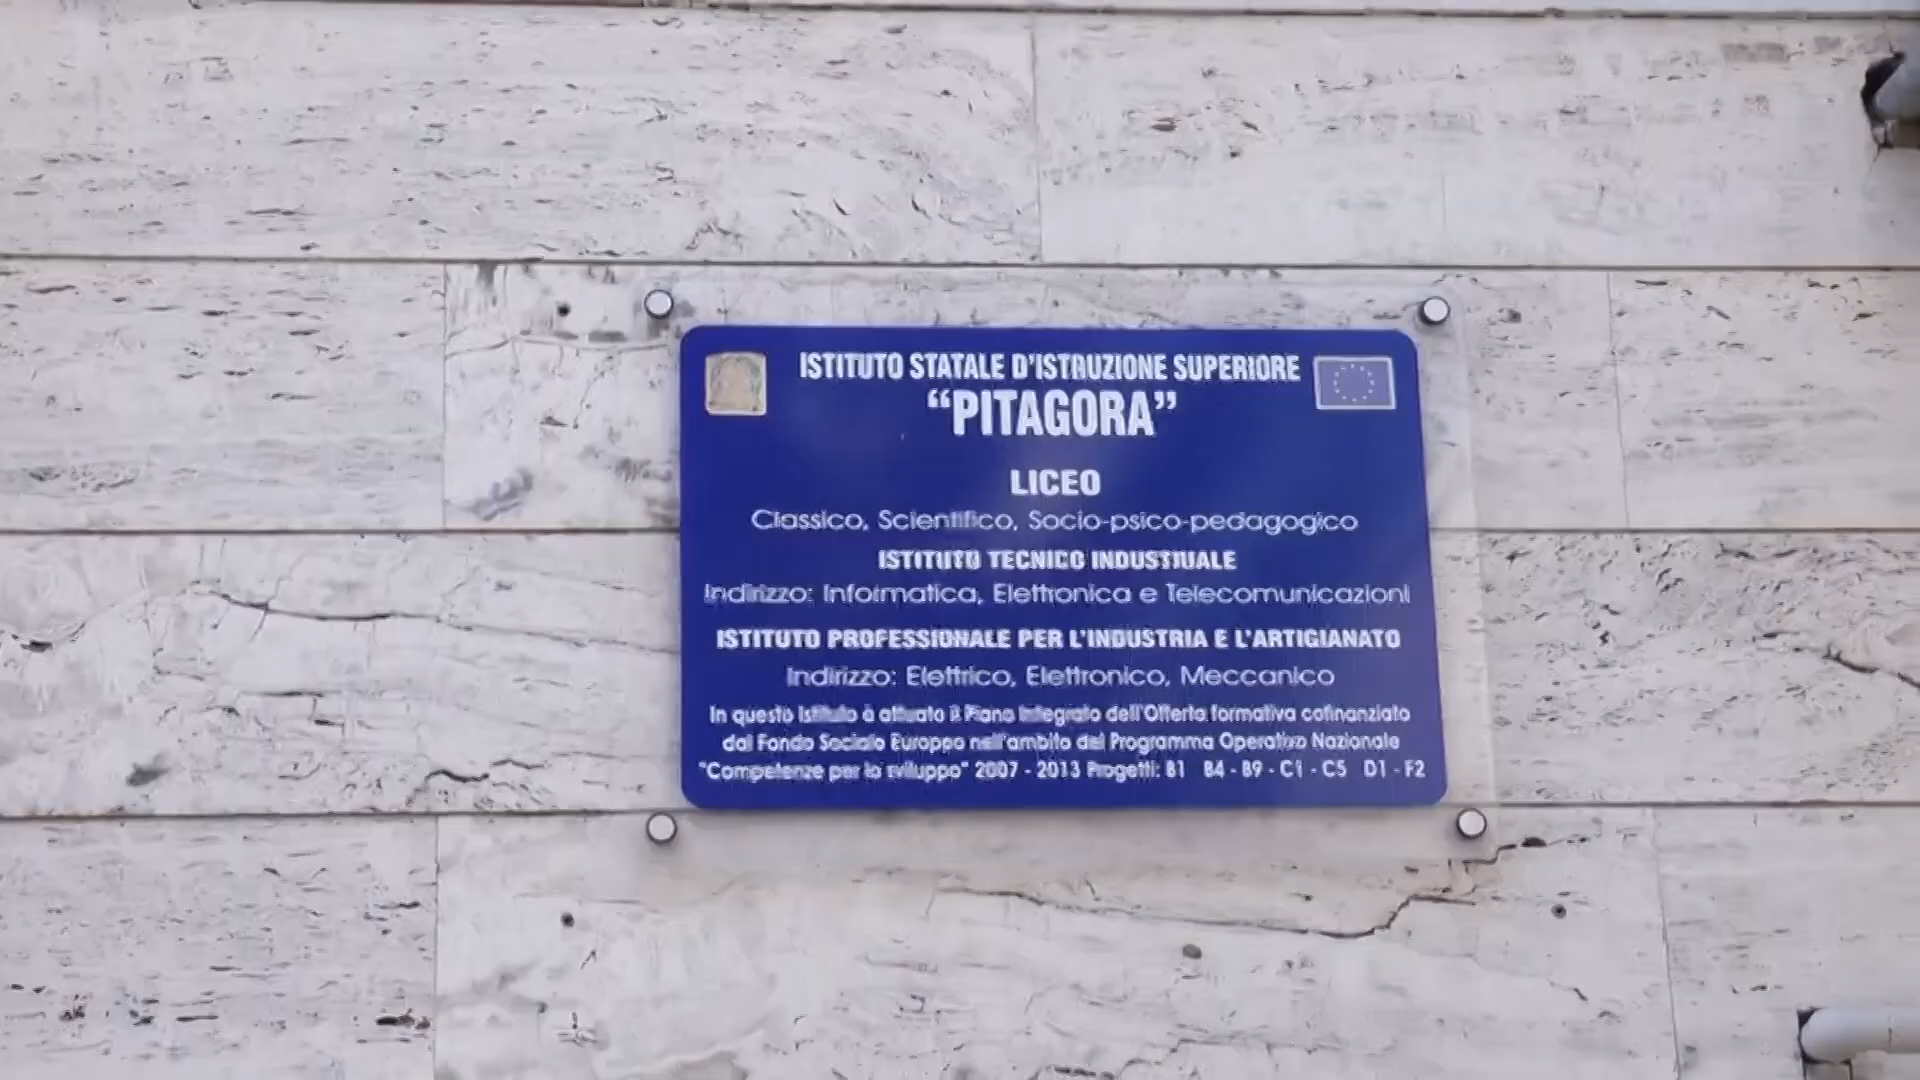 ISTITUTO STATALE D'ISTRUZIONE SUPERIORE
“PITAGORA”
LICEO
Classico, Scientifico, Socio-psico-pedagogico
ISTITUTO TECNICO INDUSTRIALE
Indirizzo: Informatica, Elettronica e Telecomunicazioni
ISTITUTO PROFESSIONALE PER L'INDUSTRIA E L'ARTIGIANATO
Indirizzo: Elettrico, Elettronico, Meccanico
In questo Istituto è attuato il Piano Integrato dell'Offerta formativa cofinanziato
dal Fondo Sociale Europeo nell'ambito del Programma Operativo Nazionale
"Competenze per lo sviluppo" 2007 - 2013 Progetti: B1 B4 - B9 - C1 - C5 D1 - F2